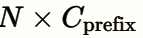 N × C_prefix